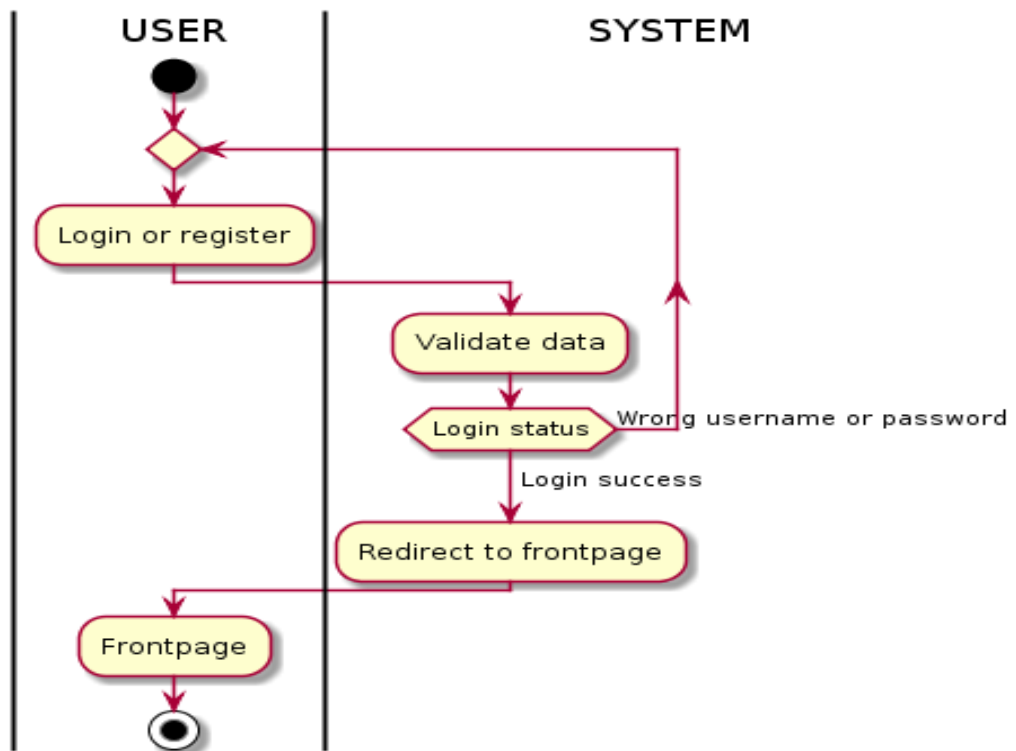 USER
SYSTEM
Login or register
Validate data
Login status
Wrong username or password
Login success
Redirect to frontpage
Frontpage